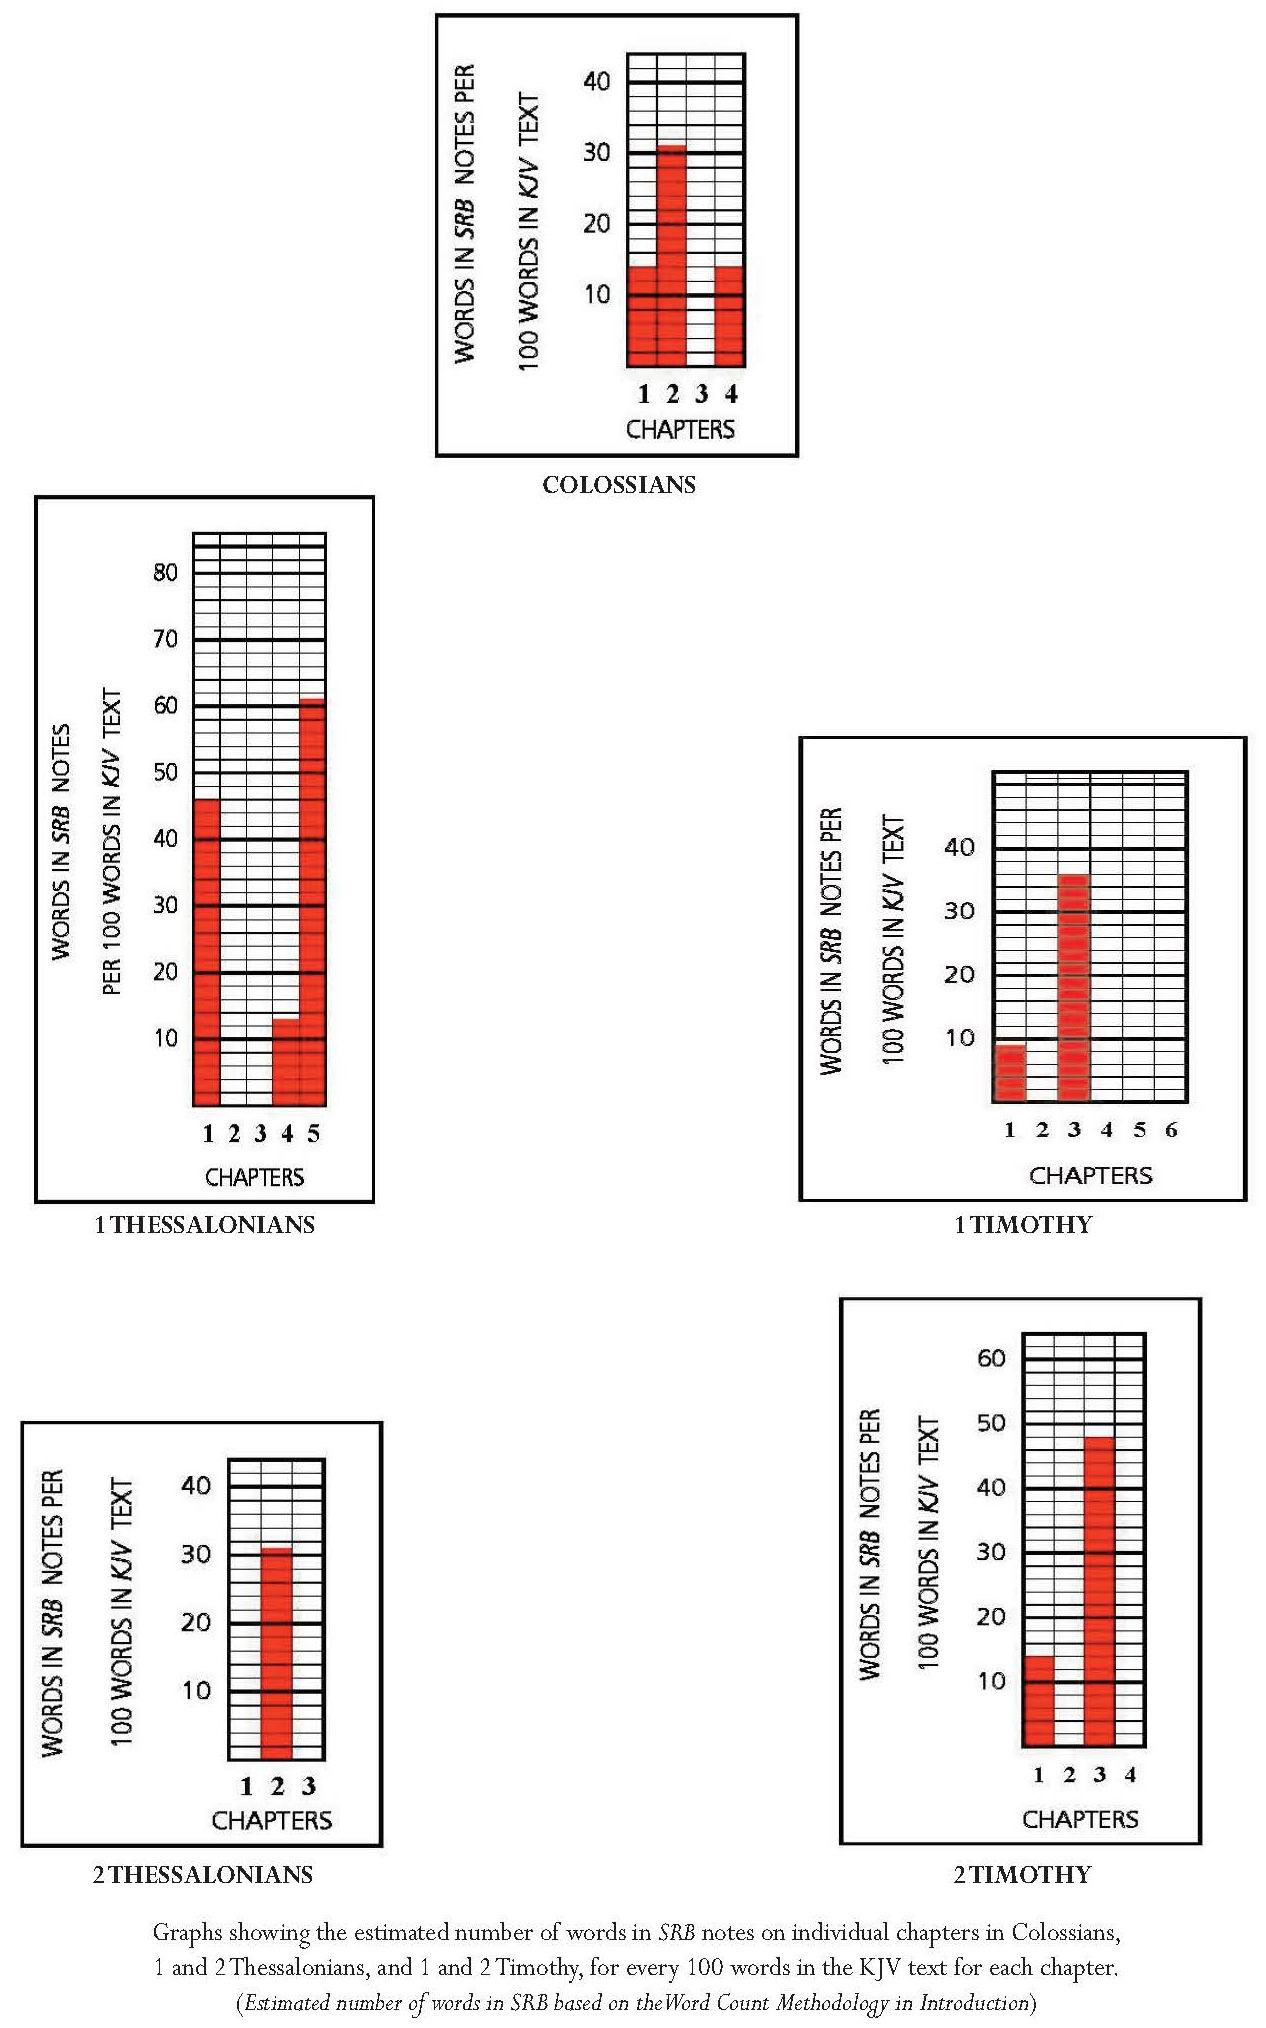 WORDS IN SRB NOTES PER
100 WORDS IN KJV TEXT
40
30
20
10
1 2 3 4
CHAPTERS
COLOSSIANS
WORDS IN SRB NOTES
PER 100 WORDS IN KJV TEXT
80
70
60
50
40
30
20
10
1 2 3 4 5
CHAPTERS
1 THESSALONIANS
WORDS IN SRB NOTES PER
100 WORDS IN KJV TEXT
40
30
20
10
1 2 3 4 5 6
CHAPTERS
1 TIMOTHY
WORDS IN SRB NOTES PER
100 WORDS IN KJV TEXT
40
30
20
10
1 2 3
CHAPTERS
2 THESSALONIANS
WORDS IN SRB NOTES PER
100 WORDS IN KJV TEXT
60
50
40
30
20
10
1 2 3 4
CHAPTERS
2 TIMOTHY
Graphs showing the estimated number of words in SRB notes on individual chapters in Colossians,
1 and 2 Thessalonians, and 1 and 2 Timothy, for every 100 words in the KJV text for each chapter.
(Estimated number of words in SRB based on the Word Count Methodology in Introduction)